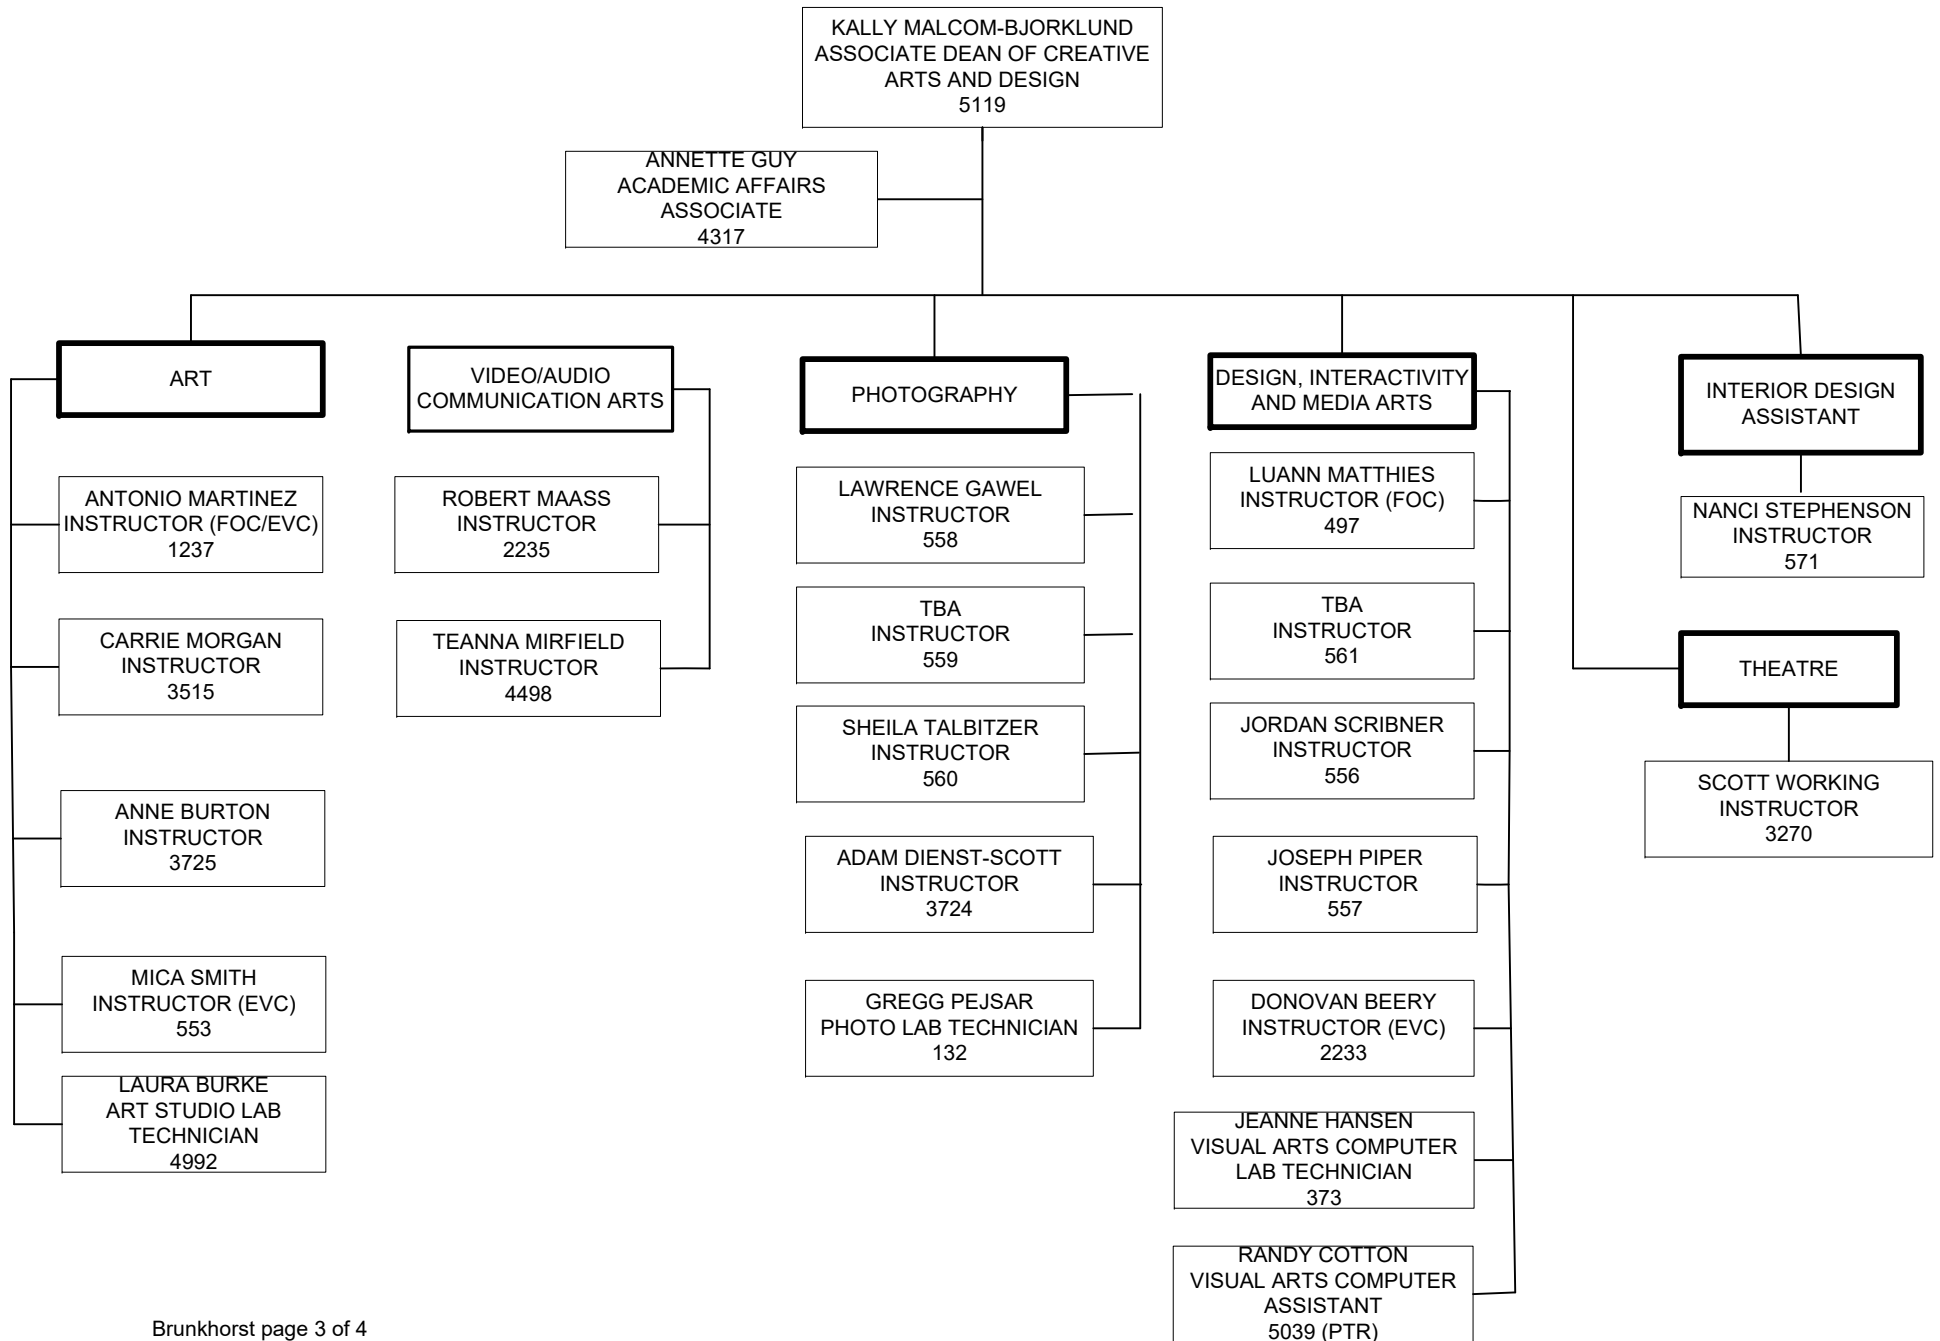 KALLY MALCOM-BJORKLUND
ASSOCIATE DEAN OF CREATIVE
ARTS AND DESIGN
5119
ANNETTE GUY
ACADEMIC AFFAIRS
ASSOCIATE
4317
ART
ANTONIO MARTINEZ
INSTRUCTOR (FOC/EVC)
1237
CARRIE MORGAN
INSTRUCTOR
3515
ANNE BURTON
INSTRUCTOR
3725
MICA SMITH
INSTRUCTOR (EVC)
553
LAURA BURKE
ART STUDIO LAB
TECHNICIAN
4992
VIDEO/AUDIO
COMMUNICATION ARTS
ROBERT MAASS
INSTRUCTOR
2235
TEANNA MIRFIELD
INSTRUCTOR
4498
PHOTOGRAPHY
LAWRENCE GAWEL
INSTRUCTOR
558
TBA
INSTRUCTOR
559
SHEILA TALBITZER
INSTRUCTOR
560
ADAM DIENST-SCOTT
INSTRUCTOR
3724
GREGG PEJSAR
PHOTO LAB TECHNICIAN
132
DESIGN, INTERACTIVITY
AND MEDIA ARTS
LUANN MATTHIES
INSTRUCTOR (FOC)
497
TBA
INSTRUCTOR
561
JORDAN SCRIBNER
INSTRUCTOR
556
JOSEPH PIPER
INSTRUCTOR
557
DONOVAN BEERY
INSTRUCTOR (EVC)
2233
JEANNE HANSEN
VISUAL ARTS COMPUTER
LAB TECHNICIAN
373
RANDY COTTON
VISUAL ARTS COMPUTER
ASSISTANT
5039 (PTR)
INTERIOR DESIGN
ASSISTANT
NANCI STEPHENSON
INSTRUCTOR
571
THEATRE
SCOTT WORKING
INSTRUCTOR
3270
Brunkhorst page 3 of 4